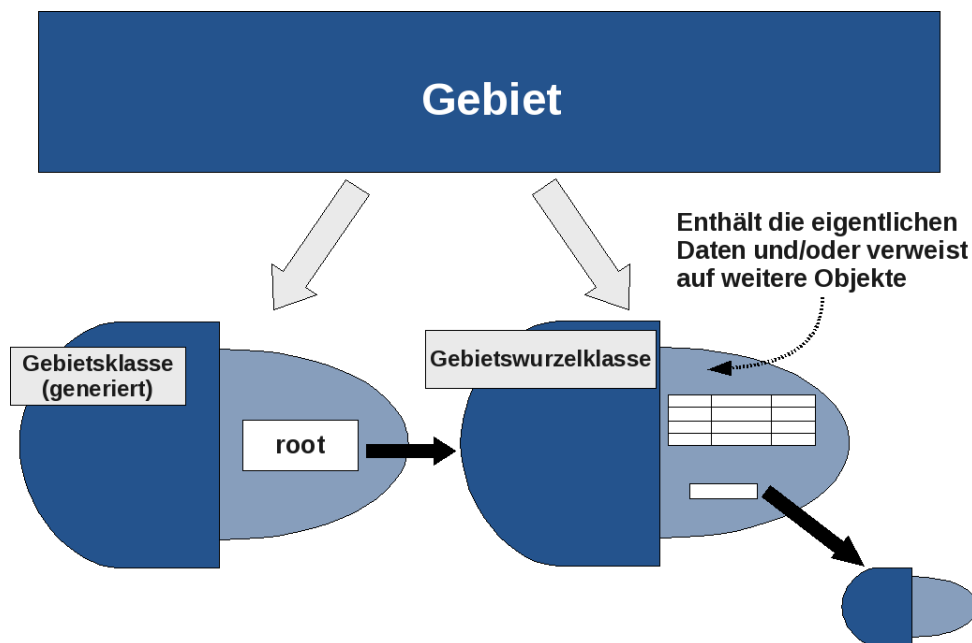 Gebiet
Enthält die eigentlichen
Daten und/oder verweist
auf weitere Objekte
Gebietsklasse
(generiert)
Gebietswurzelklasse
root